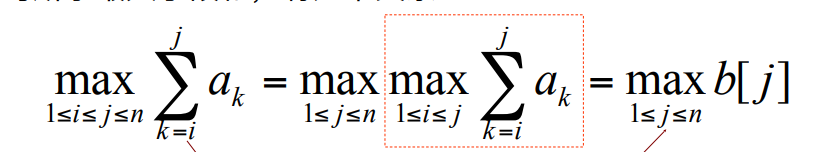 max_{1≤i≤j≤n} ∑_{k=i}^{j} a_k = max_{1≤j≤n} max_{1≤i≤j} ∑_{k=i}^{j} a_k = max_{1≤j≤n} b[j]